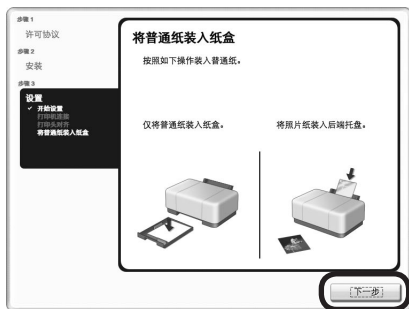 步骤 1
许可协议
步骤 2
安装
步骤 3
设置
✓ 开始设置
打印机连接
打印头对齐
将普通纸装入纸盒
将普通纸装入纸盒
按照如下操作装入普通纸。
仅将普通纸装入纸盒。
将照片纸装入后端托盘。
下一步